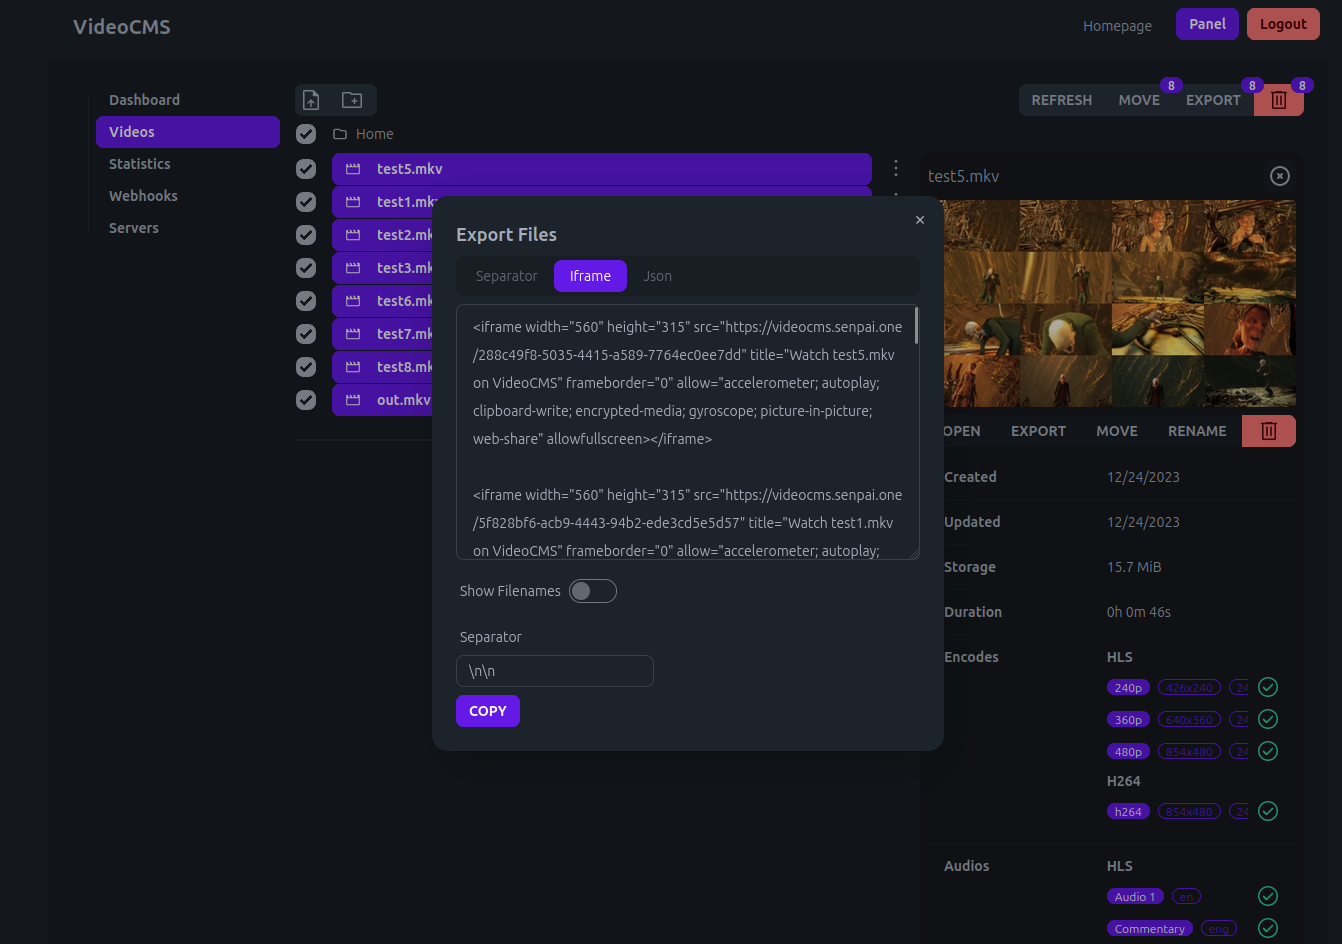 VideoCMS
Homepage
Panel
Logout
Dashboard
Videos
Statistics
Webhooks
Servers
REFRESH
MOVE
8
EXPORT
8
8
Home
test5.mkv
test1.mkv
test2.mk
test3.mk
test6.mk
test7.mk
test8.mk
out.mkv
Export Files
×
Separator
Iframe
Json
<iframe width="560" height="315" src="https://videocms.senpai.one
/288c49f8-5035-4415-a589-7764ec0ee7dd" title="Watch test5.mkv
on VideoCMS" frameborder="0" allow="accelerometer; autoplay;
clipboard-write; encrypted-media; gyroscope; picture-in-picture;
web-share" allowfullscreen></iframe>
<iframe width="560" height="315" src="https://videocms.senpai.one
/5f828bf6-acb9-4443-94b2-ede3cd5e5d57" title="Watch test1.mkv
on VideoCMS" frameborder="0" allow="accelerometer; autoplay;
Show Filenames
Separator
\n\n
COPY
test5.mkv
OPEN
EXPORT
MOVE
RENAME
Created 12/24/2023
Updated 12/24/2023
Storage 15.7 MiB
Duration 0h 0m 46s
Encodes HLS
240p 426x240 24
360p 640x360 24
480p 854x480 24
H264
h264 854x480 24
Audios HLS
Audio 1 en
Commentary eng